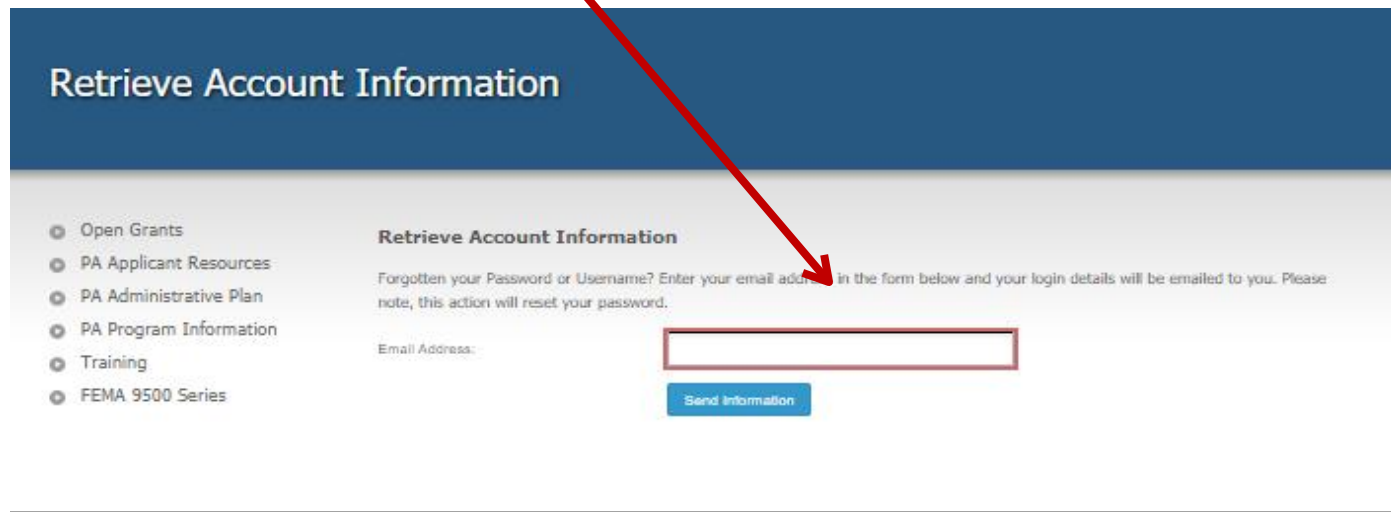 Retrieve Account Information
Open Grants
PA Applicant Resources
PA Administrative Plan
PA Program Information
Training
FEMA 9500 Series
Retrieve Account Information
Forgotten your Password or Username? Enter your email in the form below and your login details will be emailed to you. Please
note, this action will reset your password.
Email Address:
Send Information